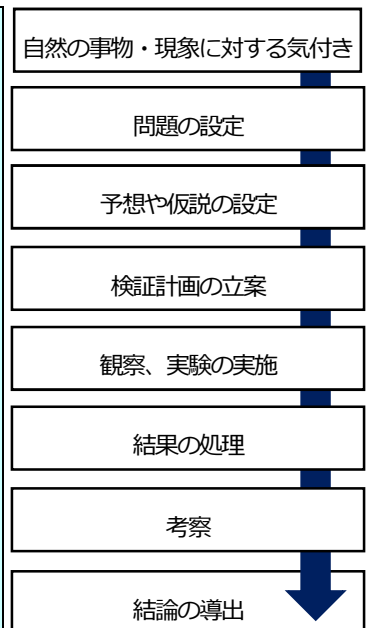 自然の事物・現象に対する気付き
問題の設定
予想や仮説の設定
検証計画の立案
観察、実験の実施
結果の処理
考察
結論の導出